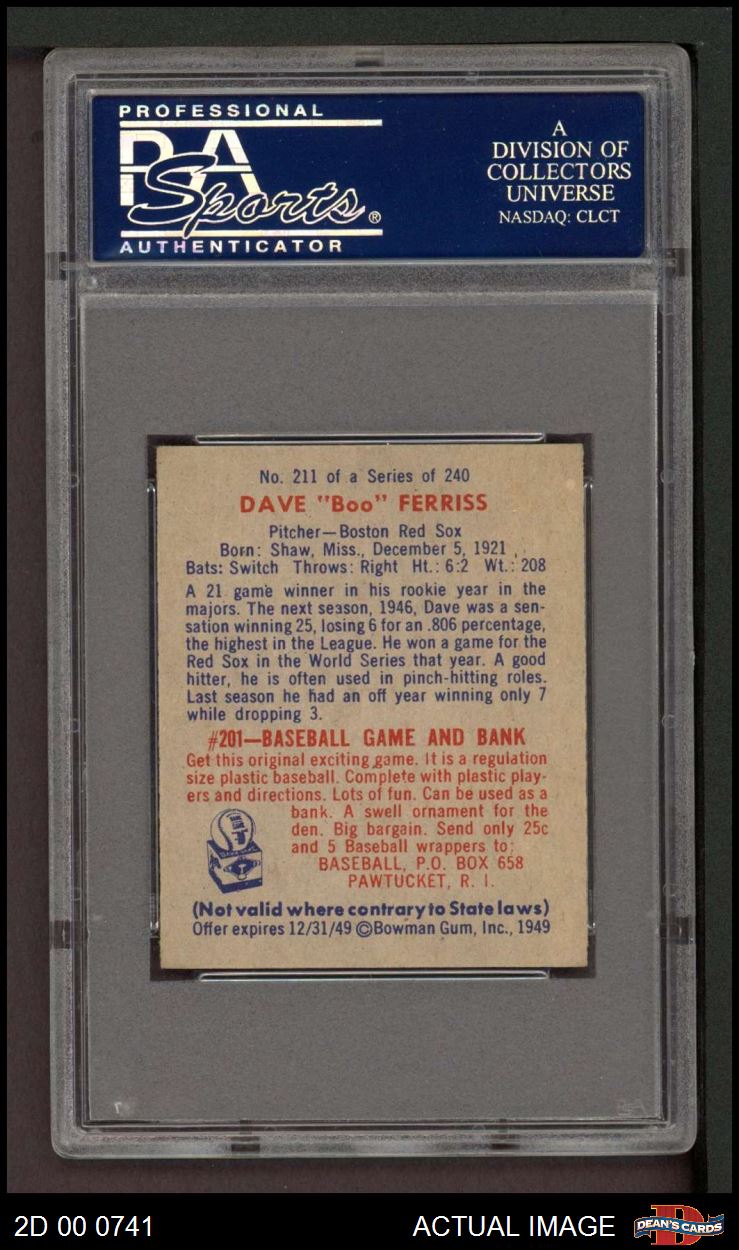 PROFESSIONAL
PSA
Sports®
AUTHENTICATOR
A
DIVISION OF
COLLECTORS
UNIVERSE
NASDAQ: CLCT
No. 211 of a Series of 240
DAVE "Boo" FERRISS
Pitcher—Boston Red Sox
Born: Shaw, Miss., December 5, 1921
Bats: Switch Throws: Right Ht.: 6:2 Wt.: 208
A 21 game winner in his rookie year in the
majors. The next season, 1946, Dave was a sen-
sation winning 25, losing 6 for an .806 percentage,
the highest in the League. He won a game for the
Red Sox in the World Series that year. A good
hitter, he is often used in pinch-hitting roles.
Last season he had an off year winning only 7
while dropping 3.
#201—BASEBALL GAME AND BANK
Get this original exciting game. It is a regulation
size plastic baseball. Complete with plastic play-
ers and directions. Lots of fun. Can be used as a
bank. A swell ornament for the
den. Big bargain. Send only 25c
and 5 Baseball wrappers to:
BASEBALL, P.O. BOX 658
PAWTUCKET, R. I.
(Not valid where contrary to State laws)
Offer expires 12/31/49 ©Bowman Gum, Inc., 1949
2D 00 0741
ACTUAL IMAGE
D
DEAN'S CARDS